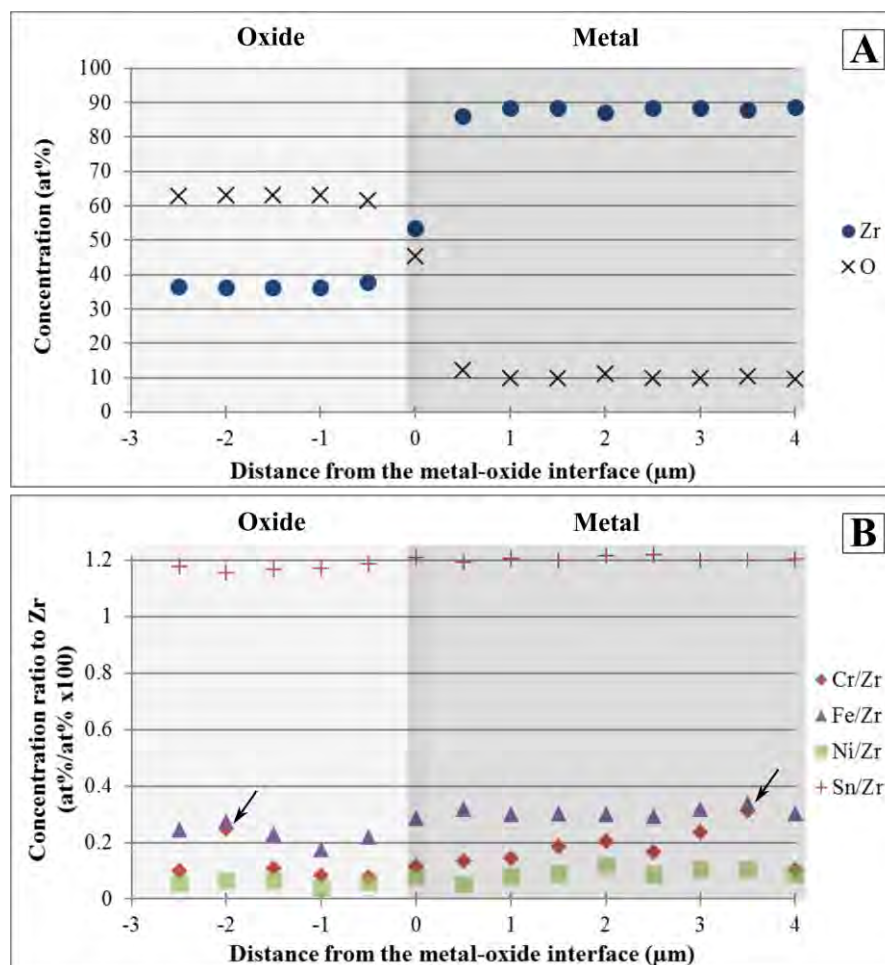 Oxide Metal
A
100
90
80
70
60
50
40
30
20
10
0
Concentration (at%)
-3 -2 -1 0 1 2 3 4
Distance from the metal-oxide interface (µm)
Zr
O
Oxide Metal
B
1.2
1
0.8
0.6
0.4
0.2
0
Concentration ratio to Zr
(at%/at% x100)
-3 -2 -1 0 1 2 3 4
Distance from the metal-oxide interface (µm)
Cr/Zr
Fe/Zr
Ni/Zr
Sn/Zr